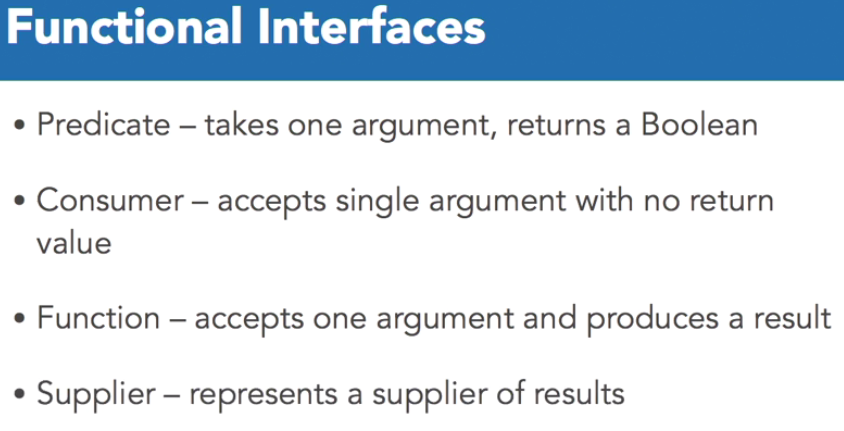 Functional Interfaces
• Predicate – takes one argument, returns a Boolean
• Consumer – accepts single argument with no return
value
• Function – accepts one argument and produces a result
• Supplier – represents a supplier of results